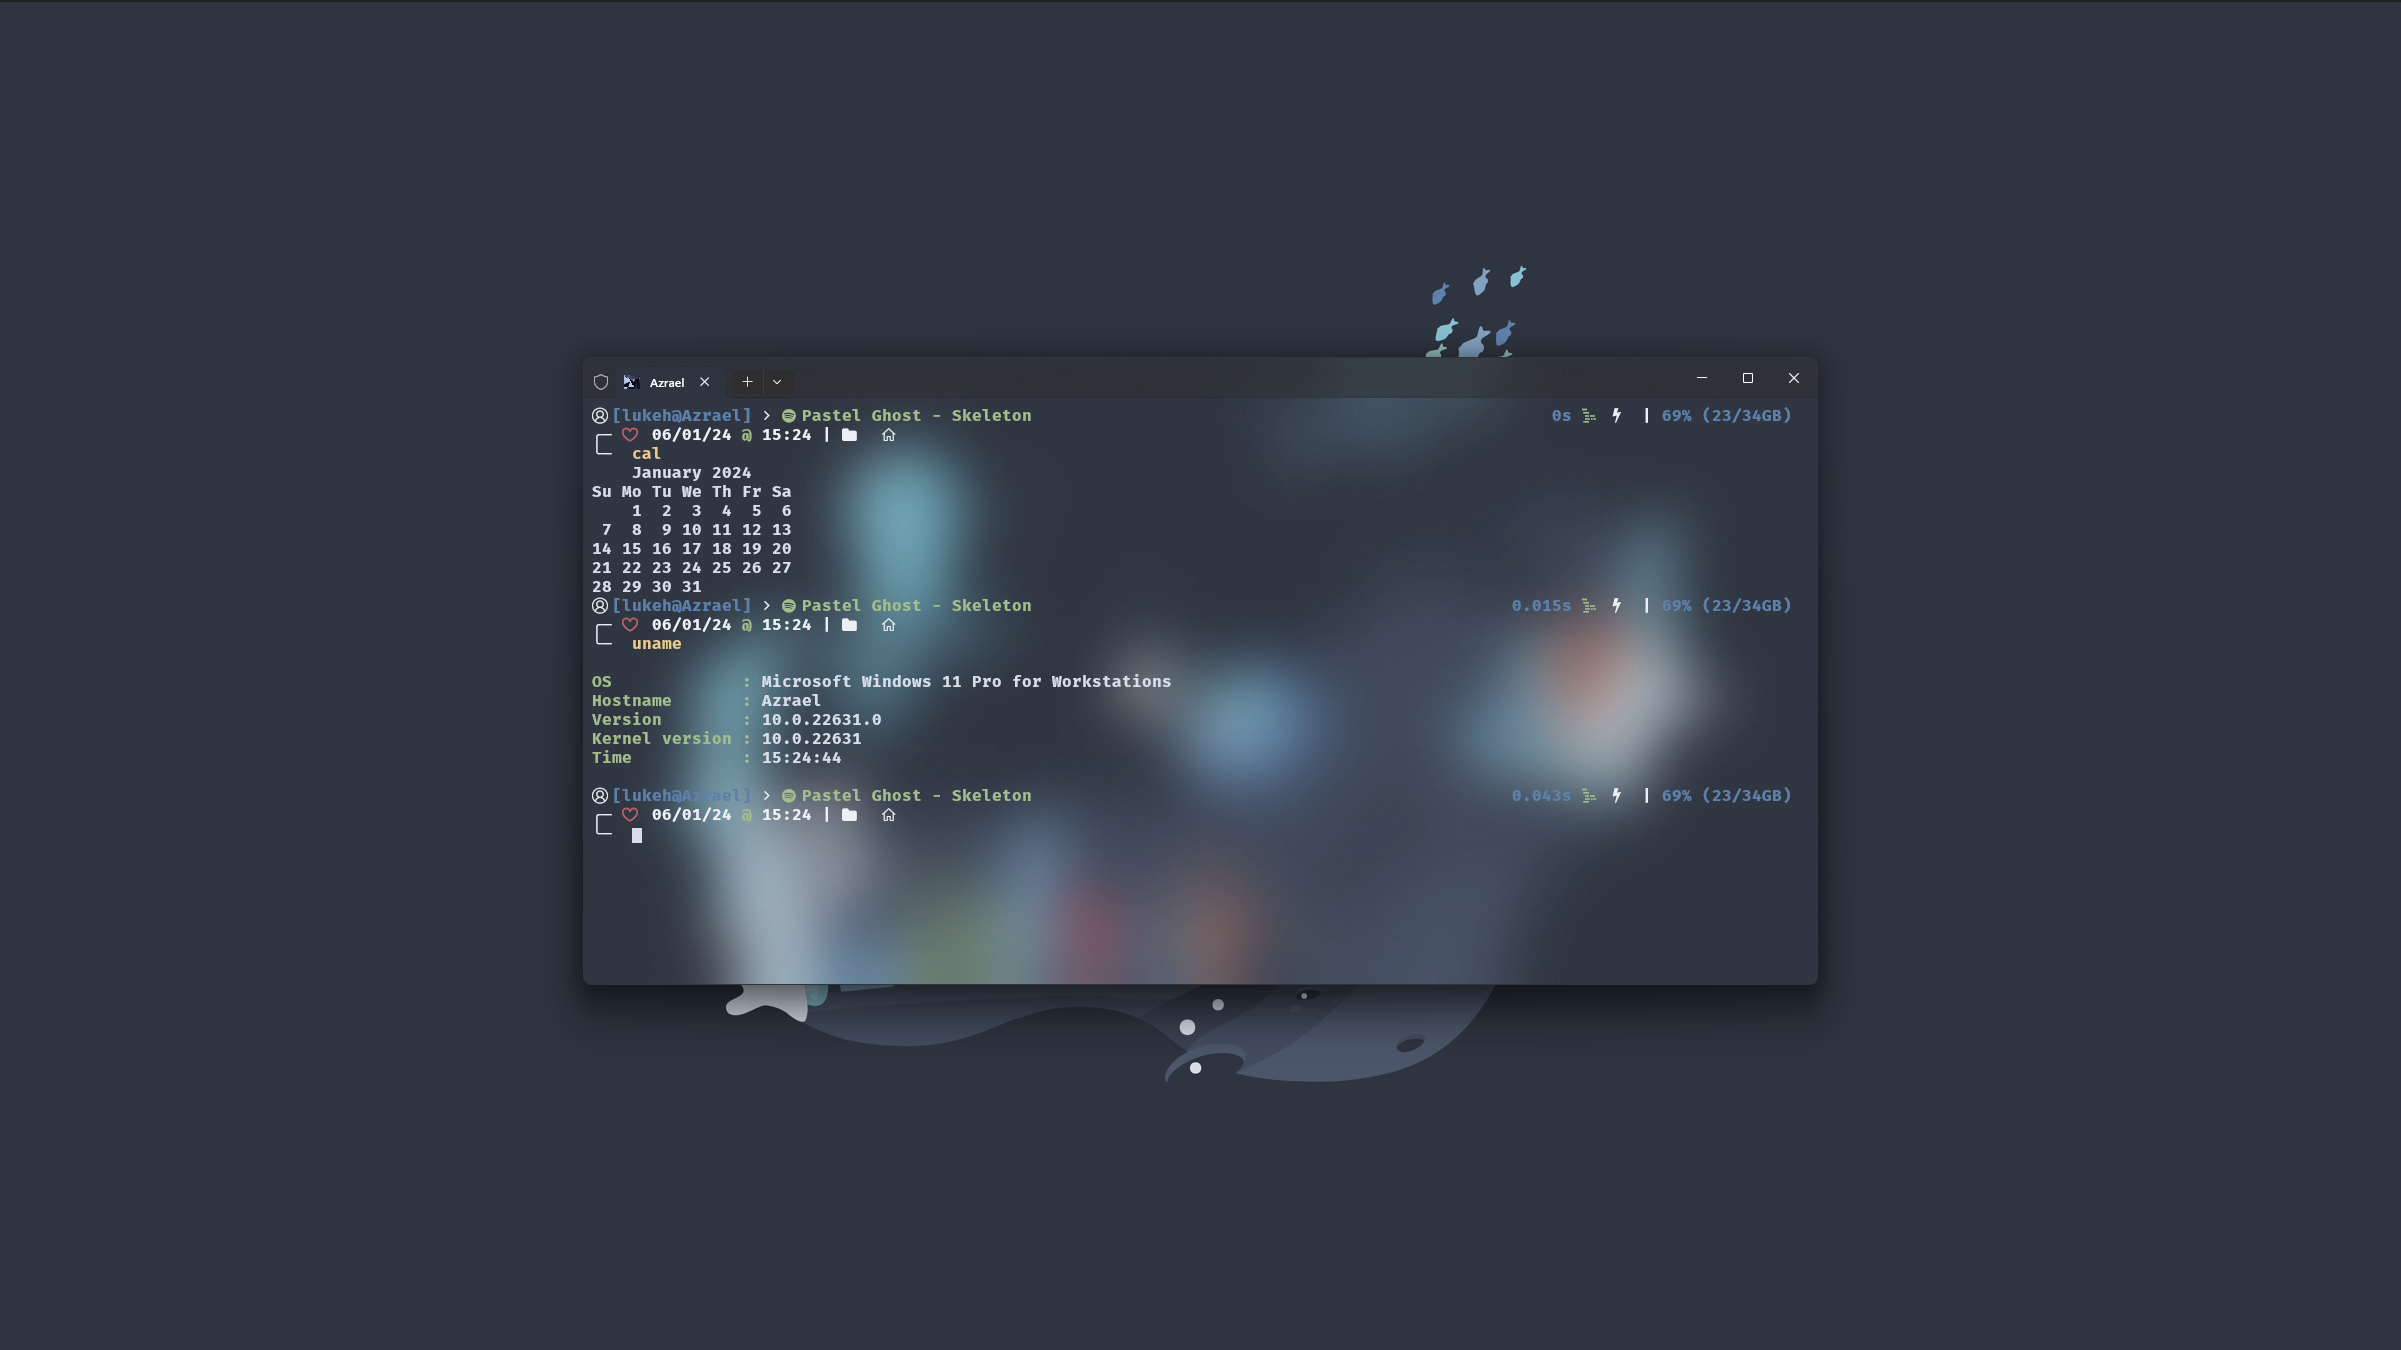 Azrael
[lukeh@Azrael] > Pastel Ghost - Skeleton 0s | 69% (23/34GB)
06/01/24 @ 15:24 |
cal
January 2024
Su Mo Tu We Th Fr Sa
1 2 3 4 5 6
7 8 9 10 11 12 13
14 15 16 17 18 19 20
21 22 23 24 25 26 27
28 29 30 31
[lukeh@Azrael] > Pastel Ghost - Skeleton 0.015s | 69% (23/34GB)
06/01/24 @ 15:24 |
uname
OS : Microsoft Windows 11 Pro for Workstations
Hostname : Azrael
Version : 10.0.22631.0
Kernel version : 10.0.22631
Time : 15:24:44
[lukeh@Azrael] > Pastel Ghost - Skeleton 0.043s | 69% (23/34GB)
06/01/24 @ 15:24 |